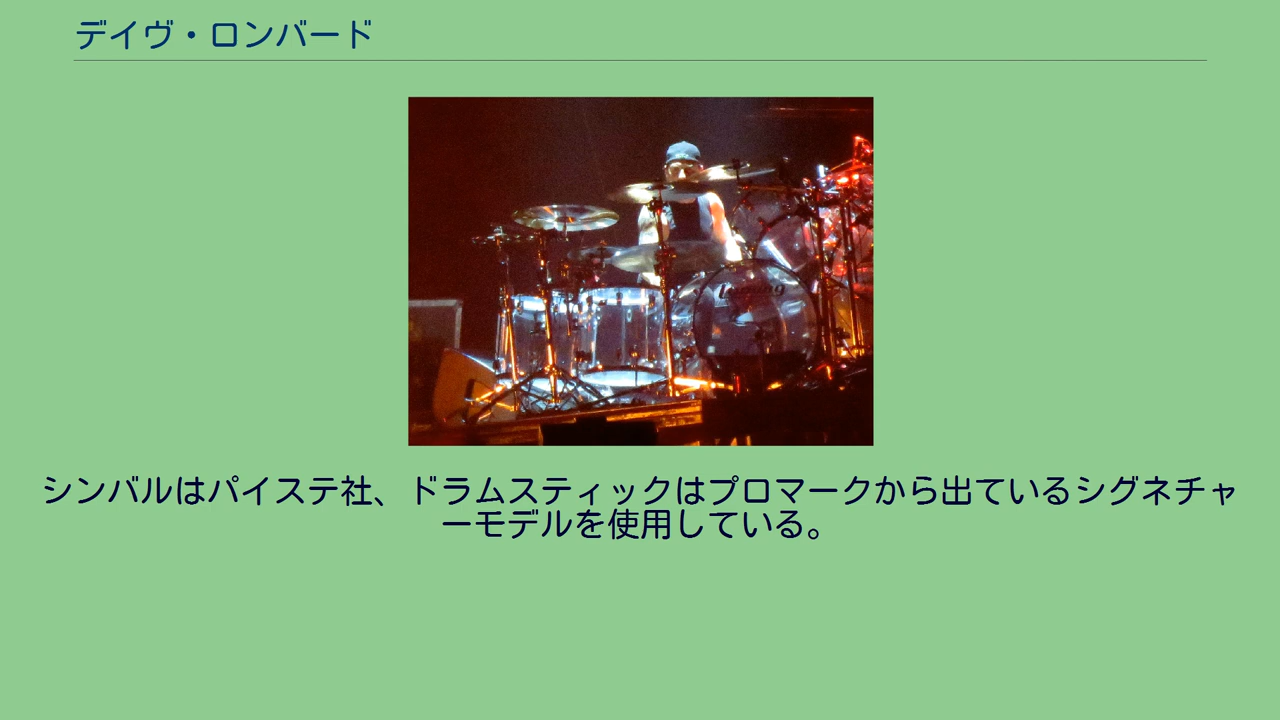 デイヴ・ロンバード
シンバルはパイステ社、ドラムスティックはプロマークから出ているシグネチャ
ーモデルを使用している。